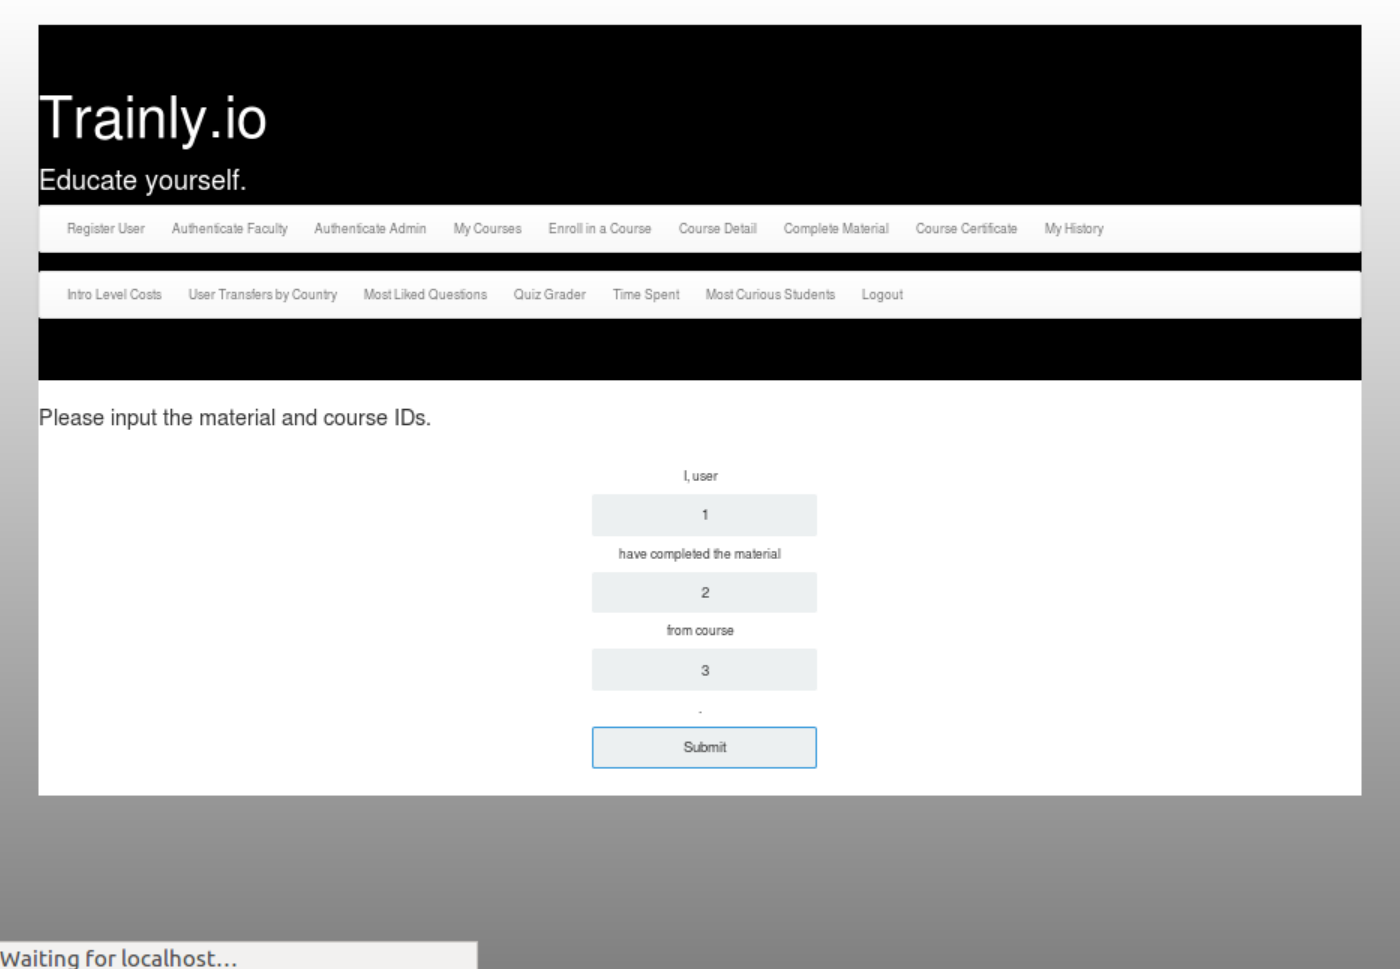 Trainly.io
Educate yourself.
Register User Authenticate Faculty Authenticate Admin My Courses Enroll in a Course Course Detail Complete Material Course Certificate My History
Intro Level Costs User Transfers by Country Most Liked Questions Quiz Grader Time Spent Most Curious Students Logout
Please input the material and course IDs.
I, user
1
have completed the material
2
from course
3
.
Submit
Waiting for localhost...